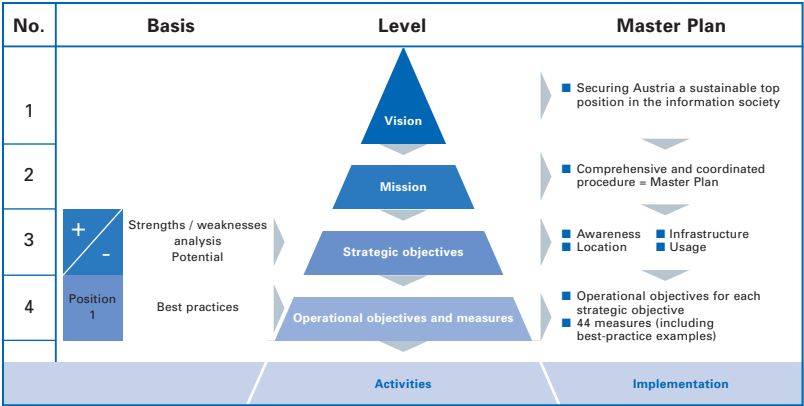 No.
Basis
Level
Master Plan
1
Vision
■ Securing Austria a sustainable top
position in the information society
2
Mission
■ Comprehensive and coordinated
procedure = Master Plan
3
+
-
Strengths / weaknesses
analysis
Potential
Strategic objectives
■ Awareness ■ Infrastructure
■ Location ■ Usage
4
Position
1
Best practices
Operational objectives and measures
■ Operational objectives for each
strategic objective
■ 44 measures (including
best-practice examples)
Activities
Implementation